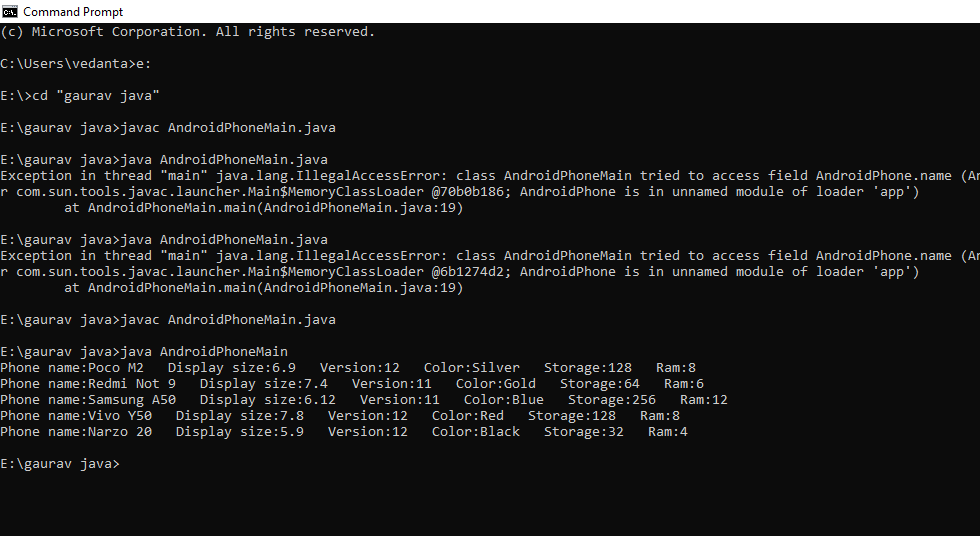 Command Prompt
(c) Microsoft Corporation. All rights reserved.
C:\Users\vedanta>e:
E:\>cd "gaurav java"
E:\gaurav java>javac AndroidPhoneMain.java
E:\gaurav java>java AndroidPhoneMain.java
Exception in thread "main" java.lang.IllegalAccessError: class AndroidPhoneMain tried to access field AndroidPhone.name (An
r com.sun.tools.javac.launcher.Main$MemoryClassLoader @70b0b186; AndroidPhone is in unnamed module of loader 'app')
at AndroidPhoneMain.main(AndroidPhoneMain.java:19)
E:\gaurav java>java AndroidPhoneMain.java
Exception in thread "main" java.lang.IllegalAccessError: class AndroidPhoneMain tried to access field AndroidPhone.name (An
r com.sun.tools.javac.launcher.Main$MemoryClassLoader @6b1274d2; AndroidPhone is in unnamed module of loader 'app')
at AndroidPhoneMain.main(AndroidPhoneMain.java:19)
E:\gaurav java>javac AndroidPhoneMain.java
E:\gaurav java>java AndroidPhoneMain
Phone name:Poco M2 Display size:6.9 Version:12 Color:Silver Storage:128 Ram:8
Phone name:Redmi Not 9 Display size:7.4 Version:11 Color:Gold Storage:64 Ram:6
Phone name:Samsung A50 Display size:6.12 Version:11 Color:Blue Storage:256 Ram:12
Phone name:Vivo Y50 Display size:7.8 Version:12 Color:Red Storage:128 Ram:8
Phone name:Narzo 20 Display size:5.9 Version:12 Color:Black Storage:32 Ram:4
E:\gaurav java>